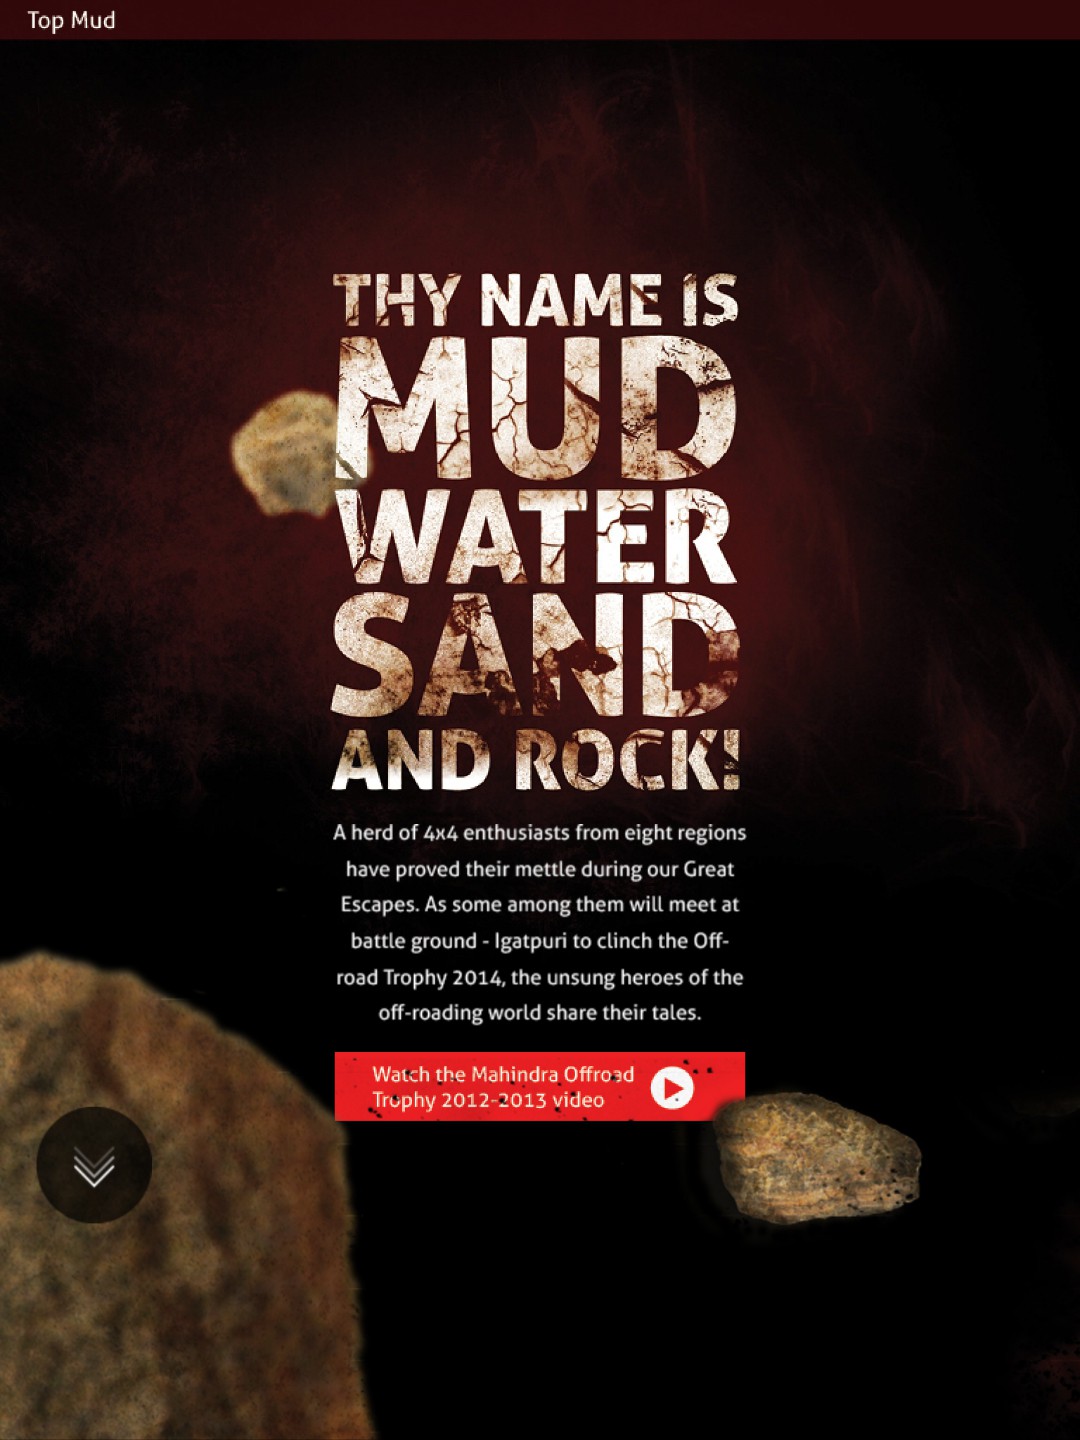 Top Mud
THY NAME IS
MUD
WATER
SAND
AND ROCK!
A herd of 4x4 enthusiasts from eight regions
have proved their mettle during our Great
Escapes. As some among them will meet at
battle ground - Igatpuri to clinch the Off-
road Trophy 2014, the unsung heroes of the
off-roading world share their tales.
Watch the Mahindra Offroad
Trophy 2012-2013 video